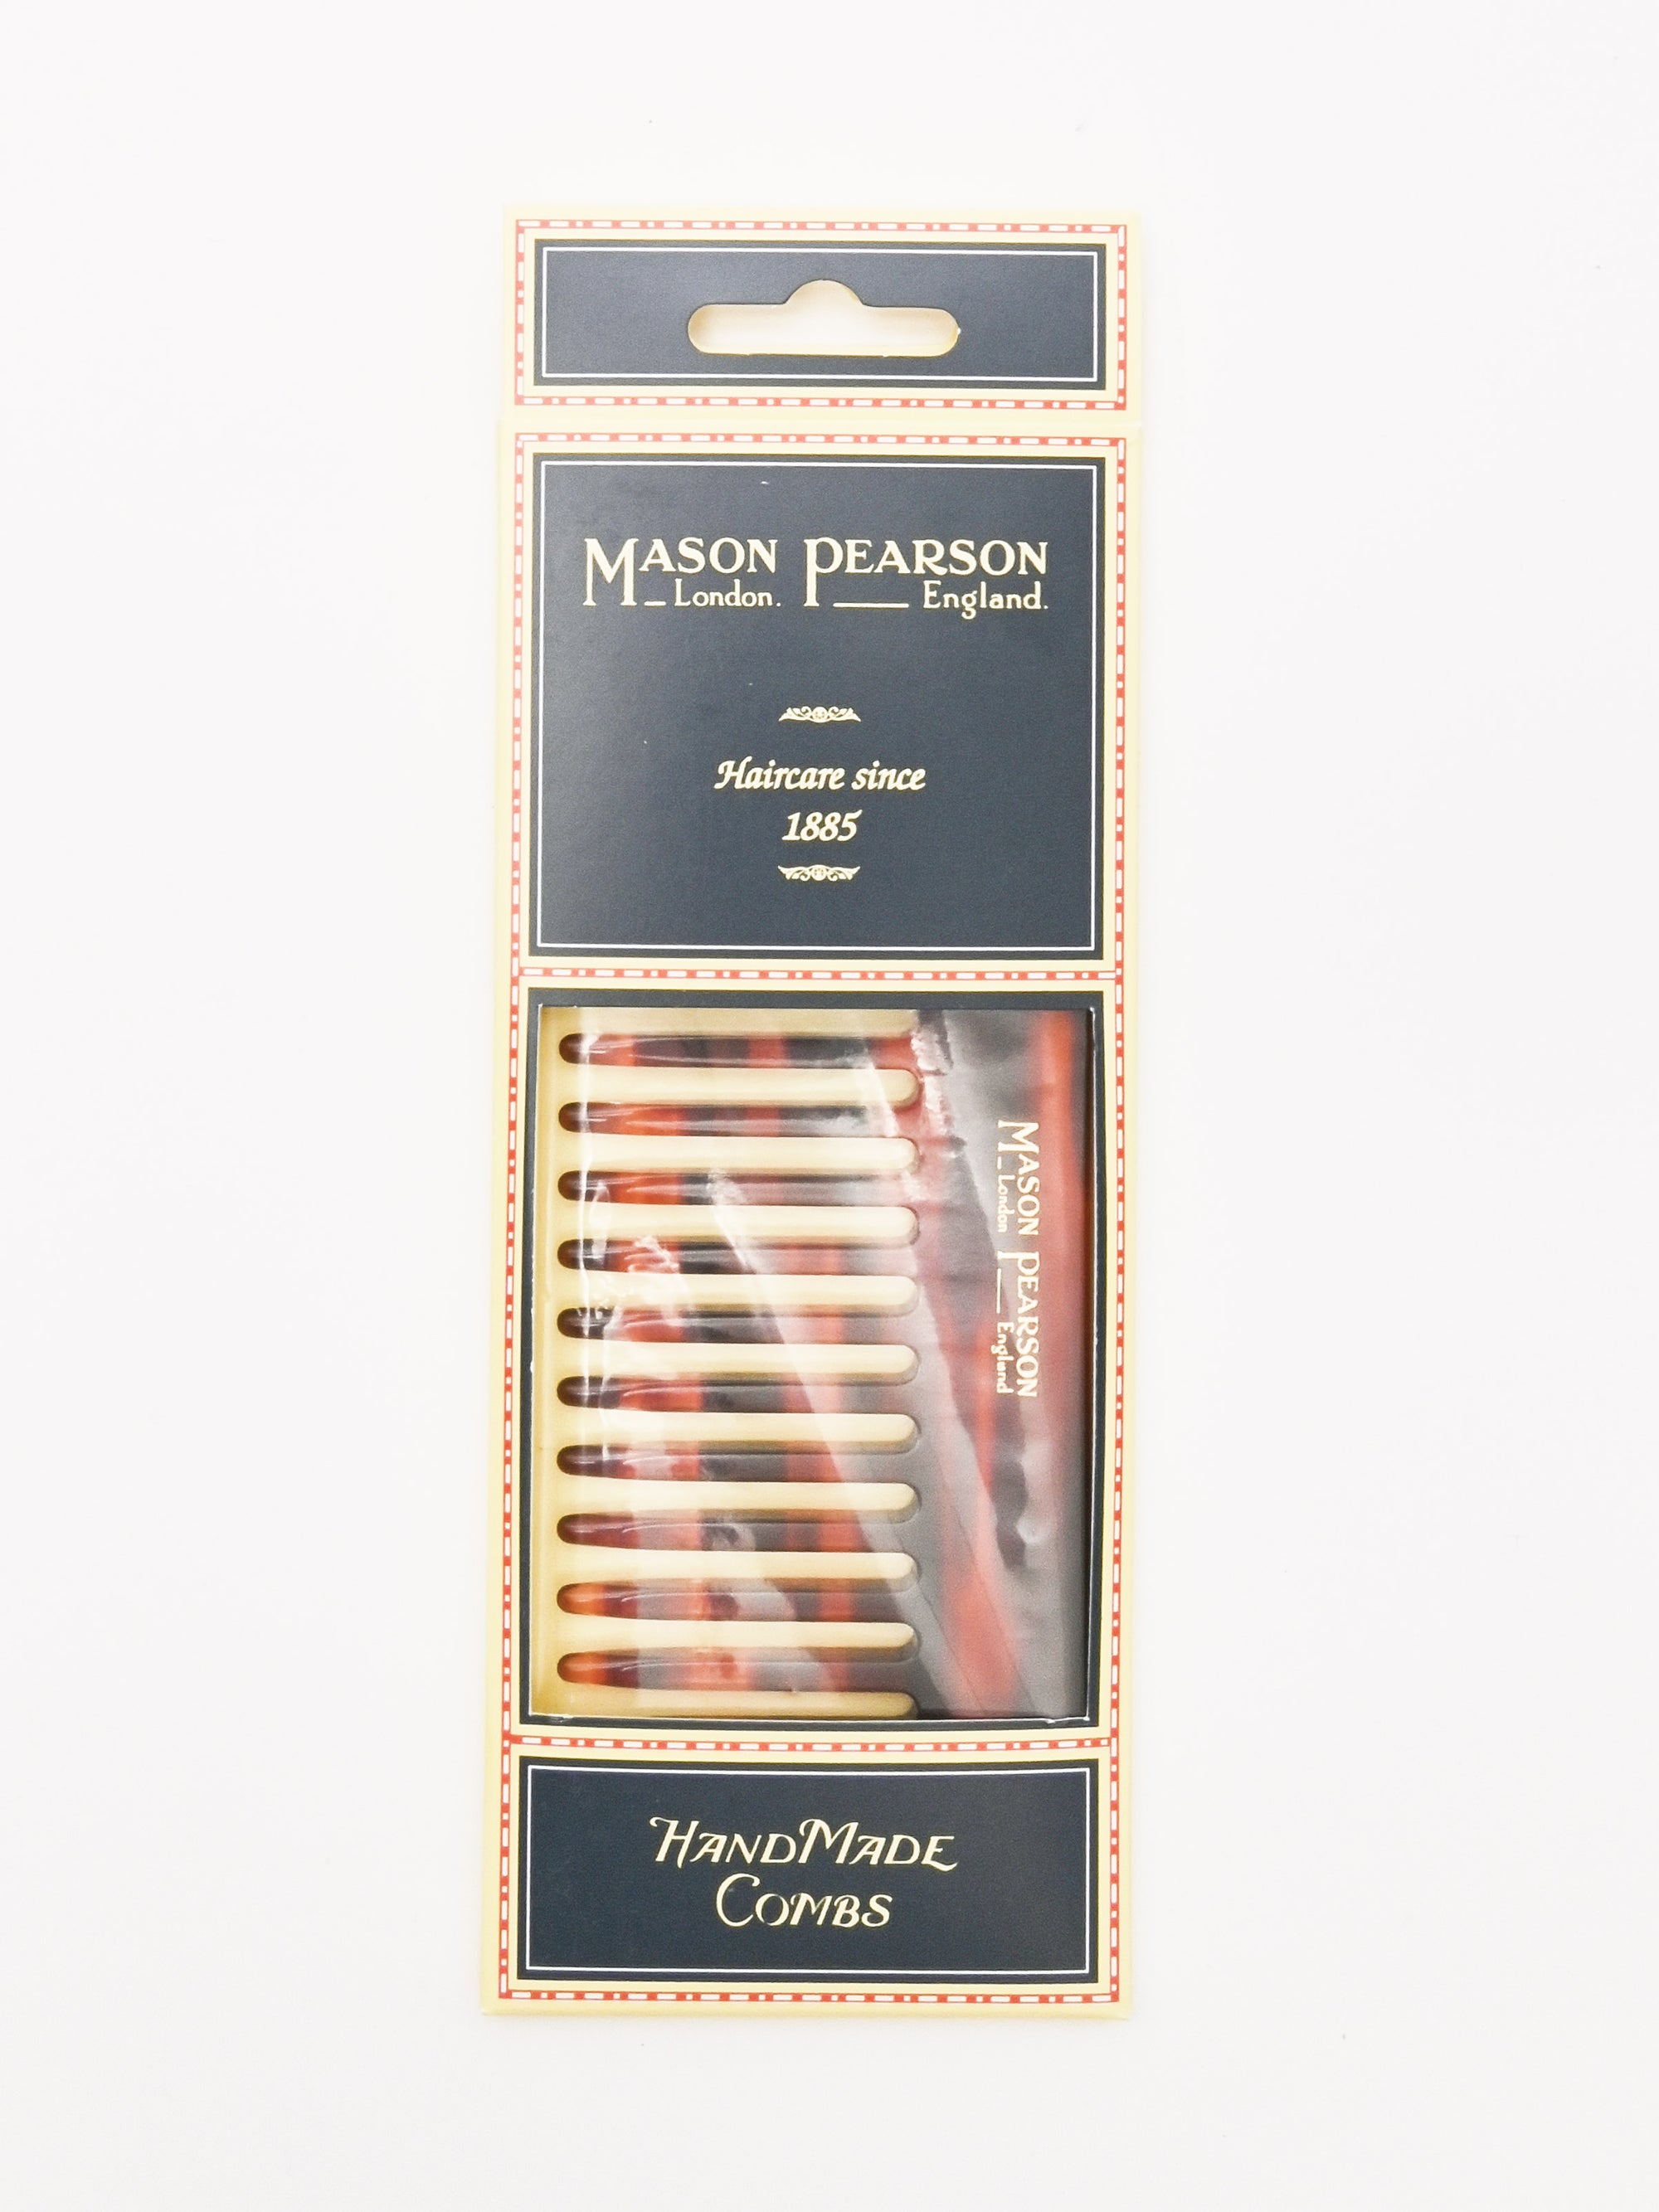 MASON PEARSON
London. England.
Haircare since
1885
MASON PEARSON
London England
HANDMADE
COMBS